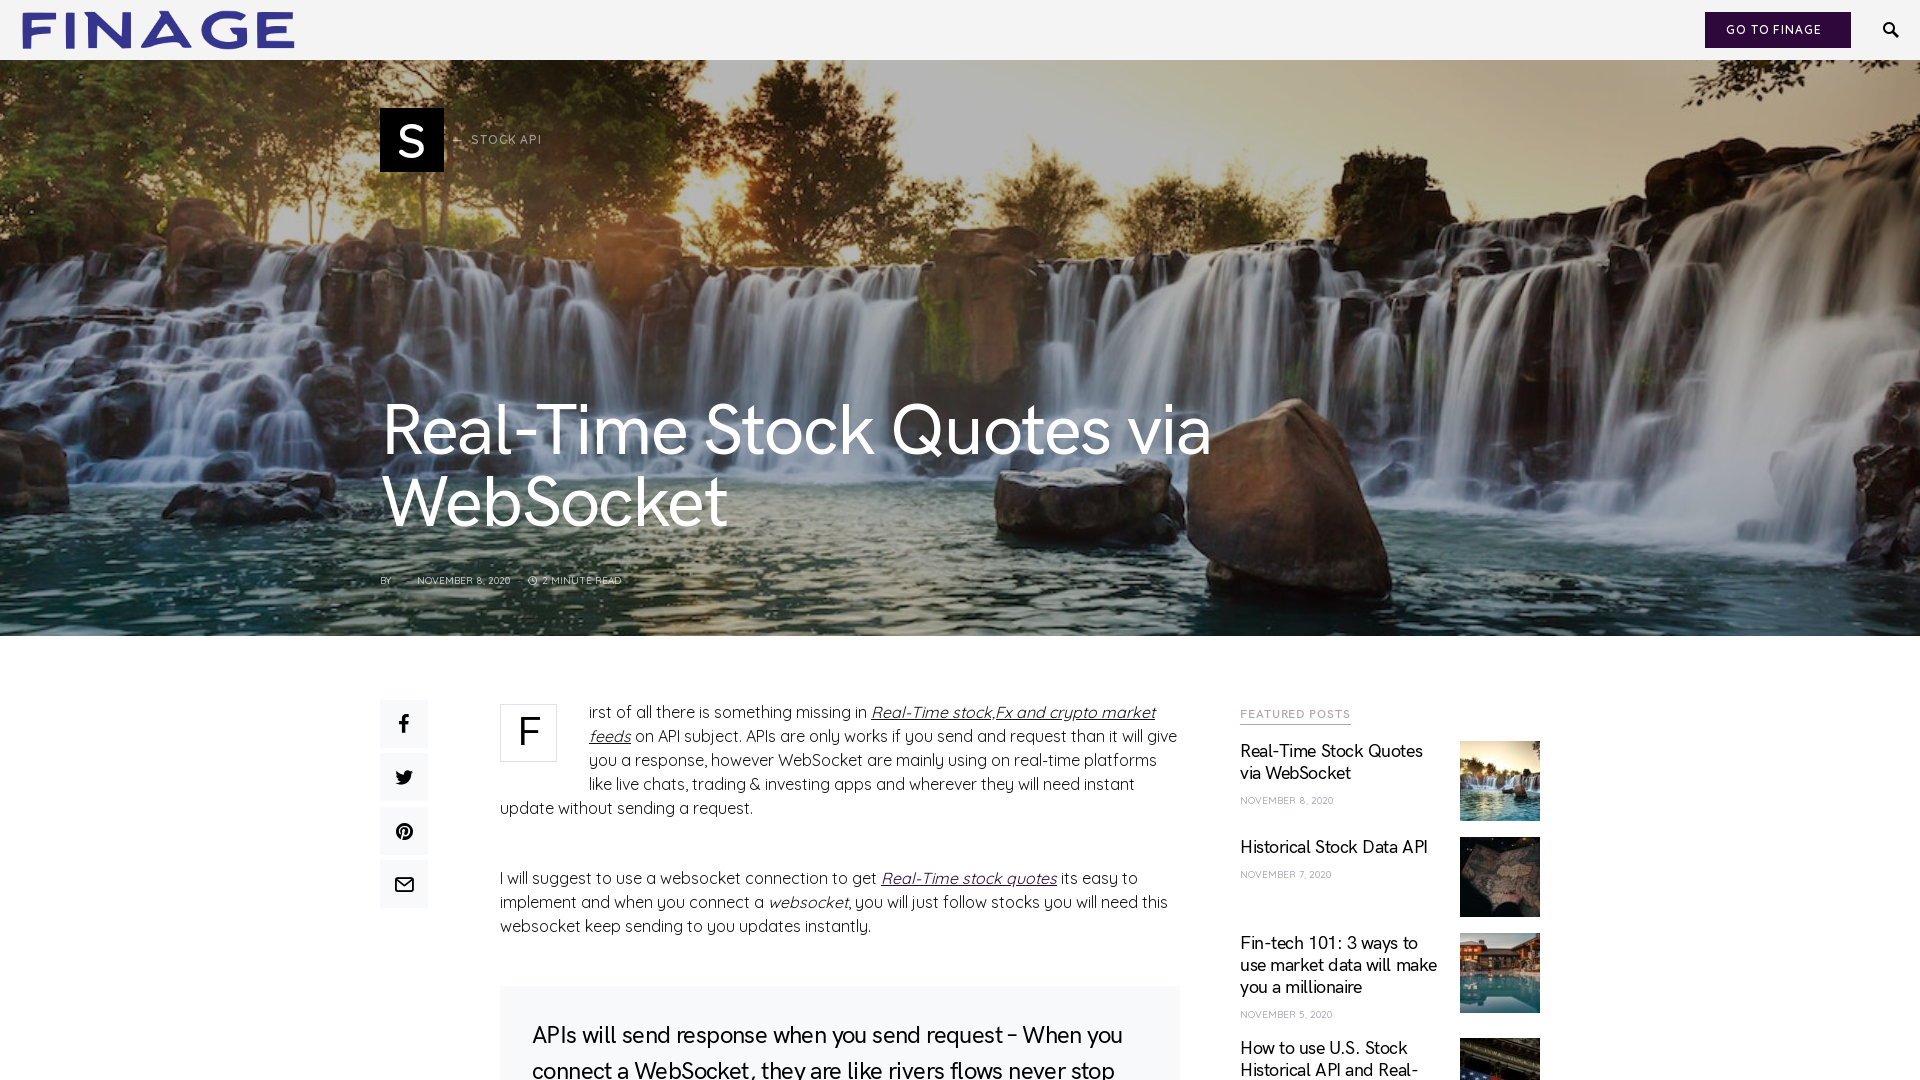 FINAGE
GO TO FINAGE
S
← STOCK API
Real-Time Stock Quotes via
WebSocket
BY NOVEMBER 8, 2020 2 MINUTE READ
F
irst of all there is something missing in Real-Time stock,Fx and crypto market
feeds on API subject. APIs are only works if you send and request than it will give
you a response, however WebSocket are mainly using on real-time platforms
like live chats, trading & investing apps and wherever they will need instant
update without sending a request.
I will suggest to use a websocket connection to get Real-Time stock quotes its easy to
implement and when you connect a websocket, you will just follow stocks you will need this
websocket keep sending to you updates instantly.
APIs will send response when you send request – When you
connect a WebSocket, they are like rivers flows never stop
FEATURED POSTS
Real-Time Stock Quotes
via WebSocket
NOVEMBER 8, 2020
Historical Stock Data API
NOVEMBER 7, 2020
Fin-tech 101: 3 ways to
use market data will make
you a millionaire
NOVEMBER 5, 2020
How to use U.S. Stock
Historical API and Real-